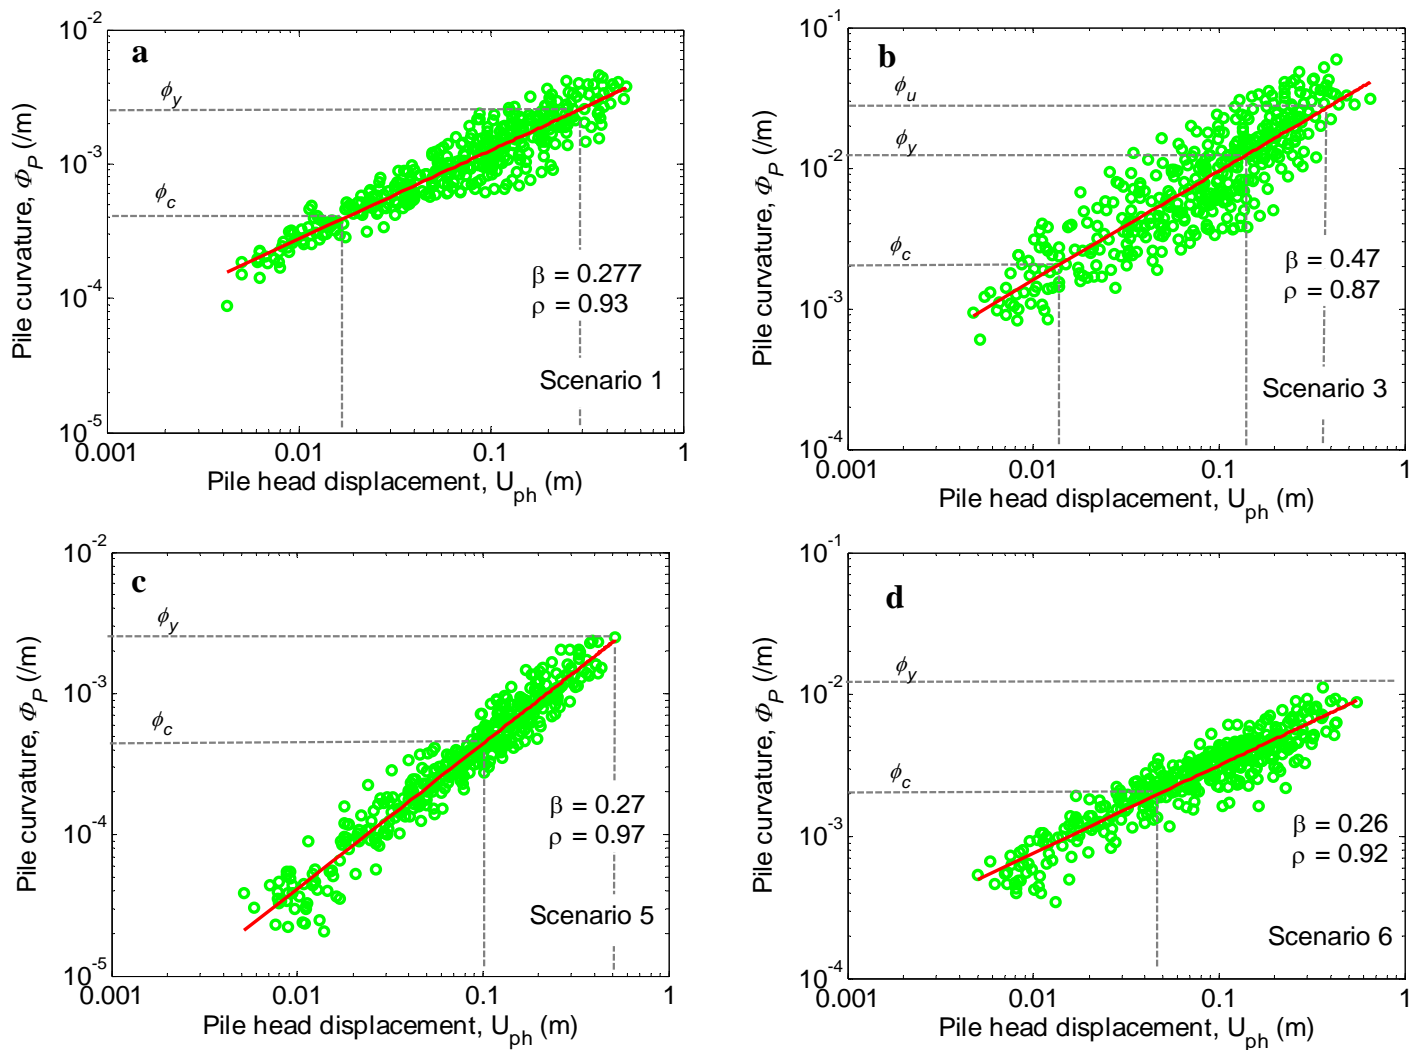 10⁻²
a
ϕy
10⁻³
ϕc
β = 0.277
ρ = 0.93
10⁻⁴
Scenario 1
10⁻⁵
0.001
0.01
0.1
1
Pile curvature, ΦP (/m)
Pile head displacement, Uph (m)
10⁻¹
b
ϕu
ϕy
10⁻²
ϕc
β = 0.47
ρ = 0.87
10⁻³
Scenario 3
10⁻⁴
0.001
0.01
0.1
1
Pile curvature, ΦP (/m)
Pile head displacement, Uph (m)
10⁻²
c
ϕy
10⁻³
ϕc
β = 0.27
ρ = 0.97
10⁻⁴
Scenario 5
10⁻⁵
0.001
0.01
0.1
1
Pile curvature, ΦP (/m)
Pile head displacement, Uph (m)
10⁻¹
d
ϕy
10⁻²
ϕc
β = 0.26
ρ = 0.92
10⁻³
Scenario 6
10⁻⁴
0.001
0.01
0.1
1
Pile curvature, ΦP (/m)
Pile head displacement, Uph (m)